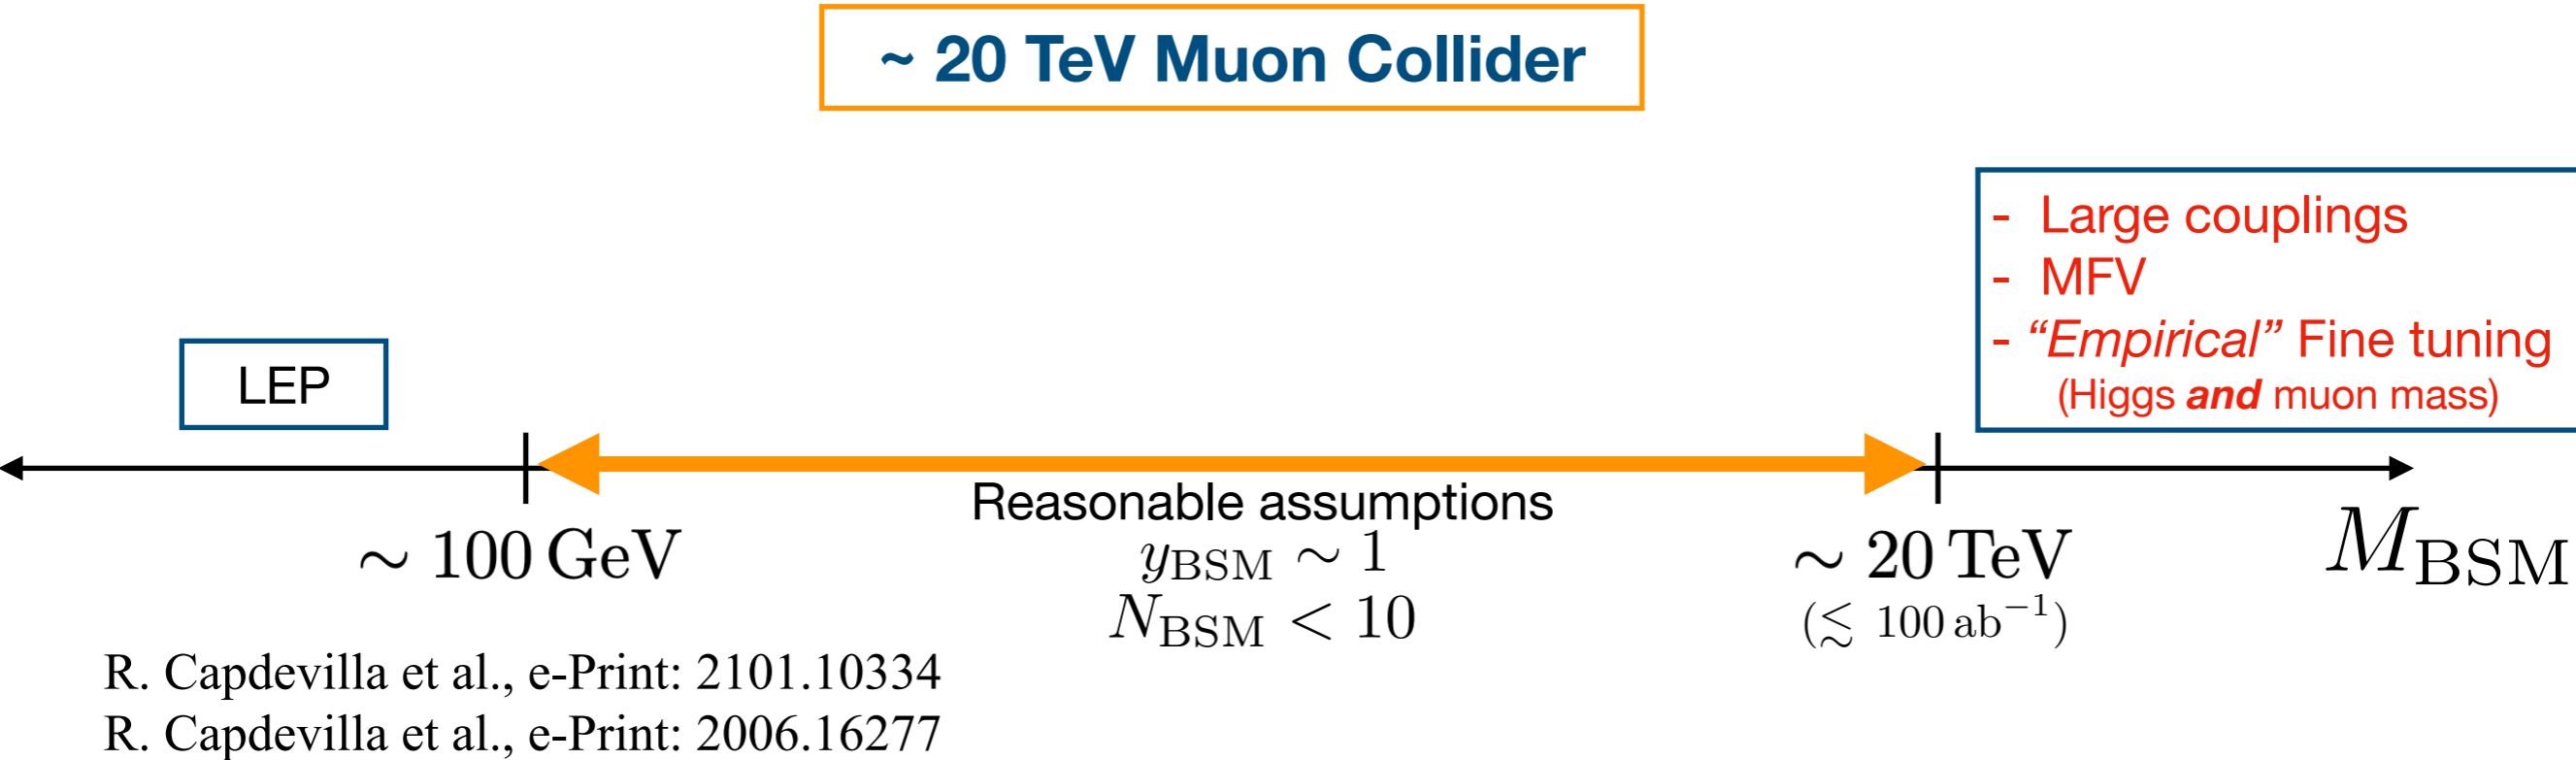 ~ 20 TeV Muon Collider
- Large couplings
- MFV
- “Empirical” Fine tuning
(Higgs and muon mass)
LEP
Reasonable assumptions
∼ 100 GeV
y_BSM ∼ 1
∼ 20 TeV
M_BSM
N_BSM < 10
(≲ 100 ab⁻¹)
R. Capdevilla et al., e-Print: 2101.10334
R. Capdevilla et al., e-Print: 2006.16277